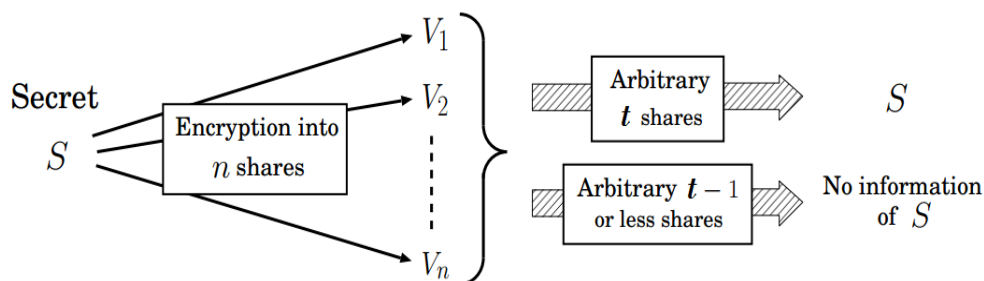 Secret
S
Encryption into
n shares
V₁
V₂
Vₙ
Arbitrary
t shares
S
Arbitrary t − 1
or less shares
No information
of S